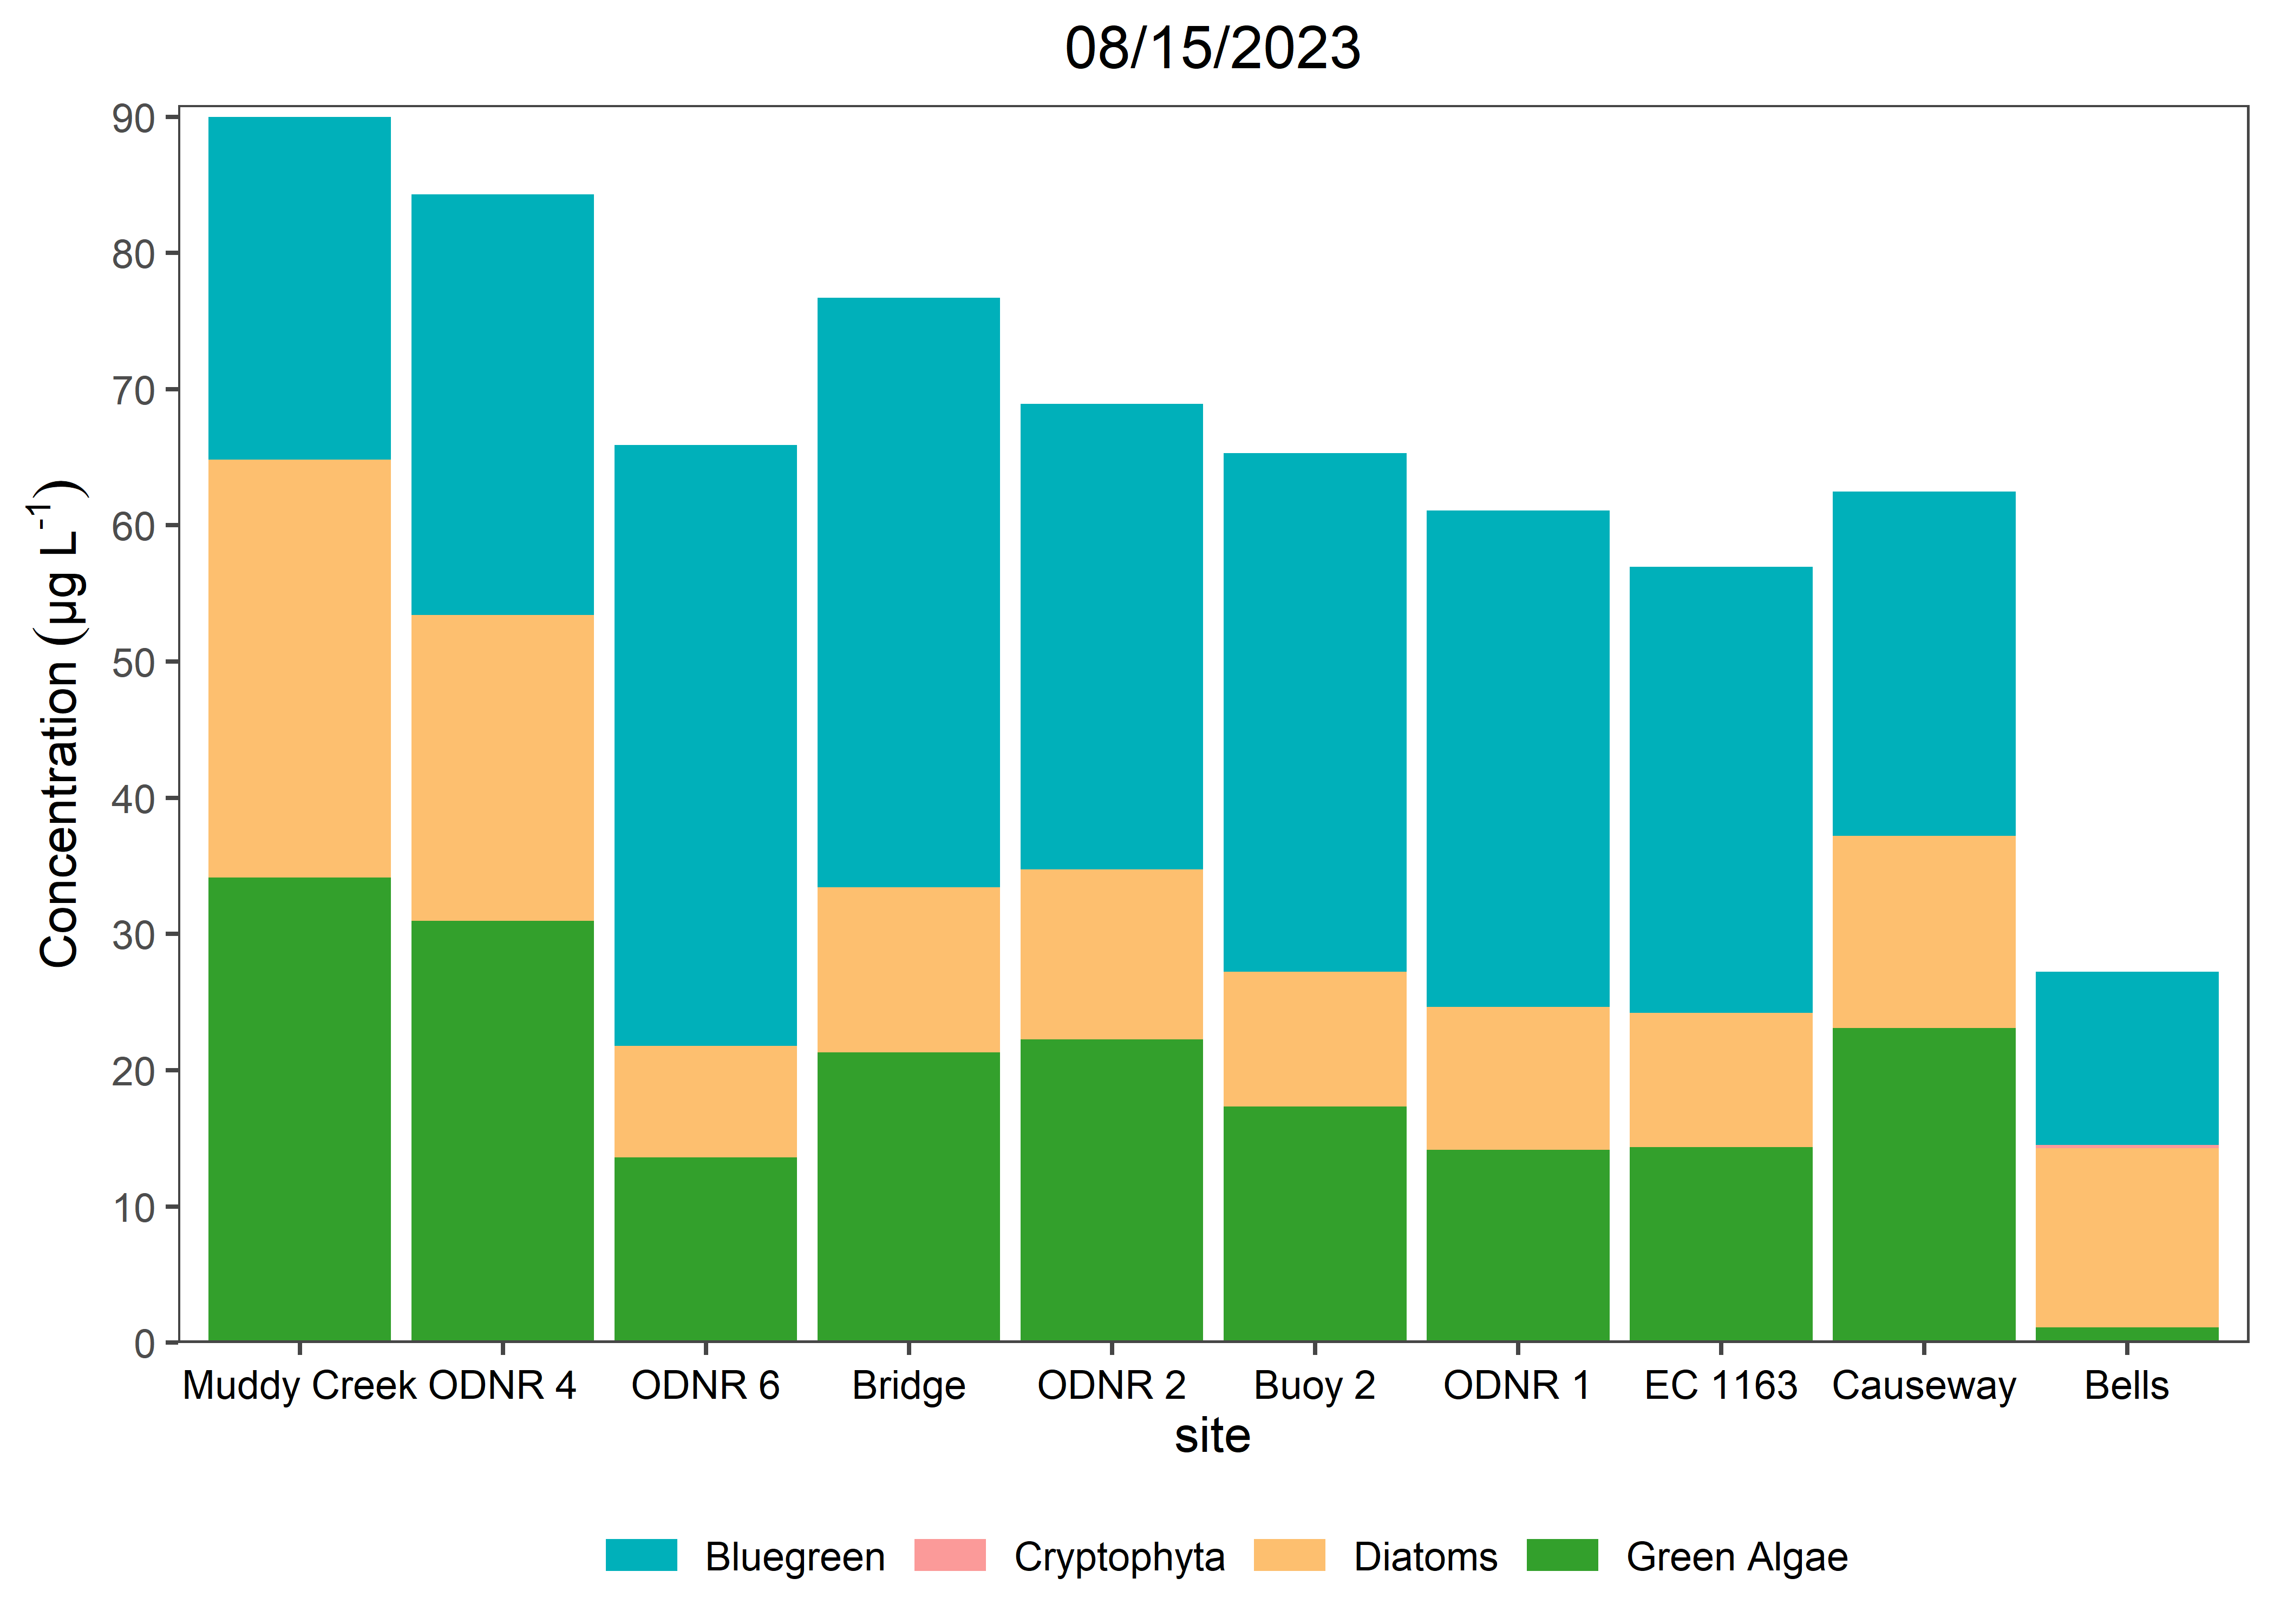 08/15/2023
Concentration (µg L⁻¹)
90
80
70
60
50
40
30
20
10
0
Muddy Creek ODNR 4 ODNR 6 Bridge ODNR 2 Buoy 2 ODNR 1 EC 1163 Causeway Bells
site
Bluegreen Cryptophyta Diatoms Green Algae